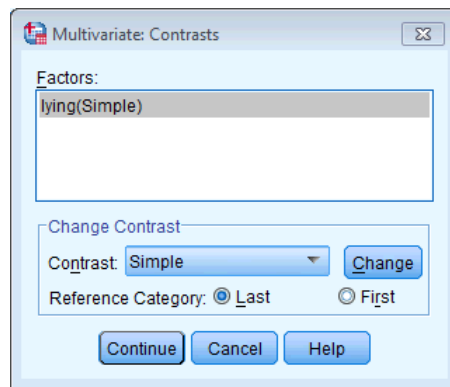 Multivariate: Contrasts
Factors:
lying(Simple)
Change Contrast
Contrast: Simple Change
Reference Category: Last First
Continue Cancel Help